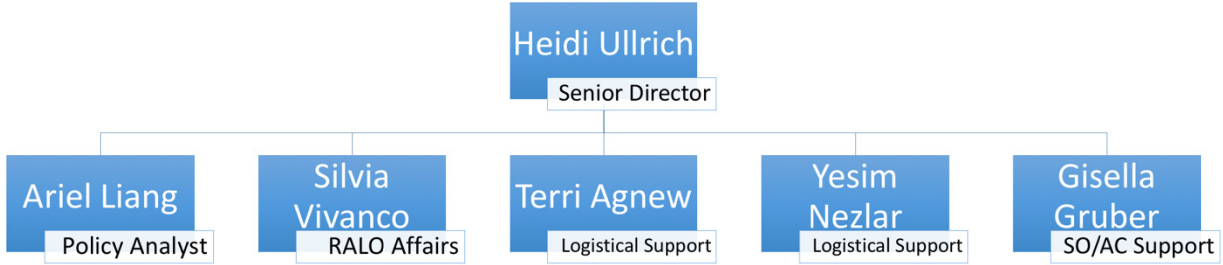 Heidi Ullrich
Senior Director
Ariel Liang
Policy Analyst
Silvia
Vivanco
RALO Affairs
Terri Agnew
Logistical Support
Yesim
Nezlar
Logistical Support
Gisella
Gruber
SO/AC Support